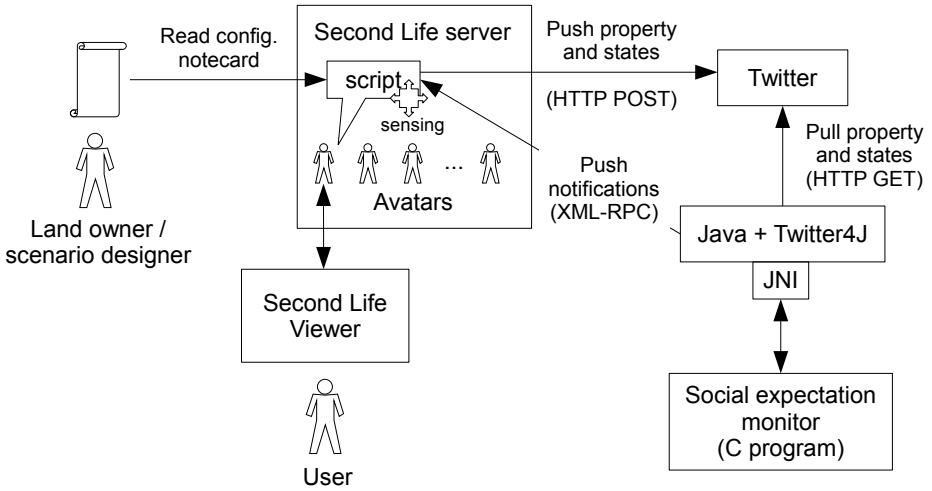 Read config.
notecard
Second Life server
script
sensing
...
Avatars
Push property
and states
(HTTP POST)
Twitter
Pull property
and states
(HTTP GET)
Push
notifications
(XML-RPC)
Java + Twitter4J
JNI
Land owner /
scenario designer
Second Life
Viewer
User
Social expectation
monitor
(C program)